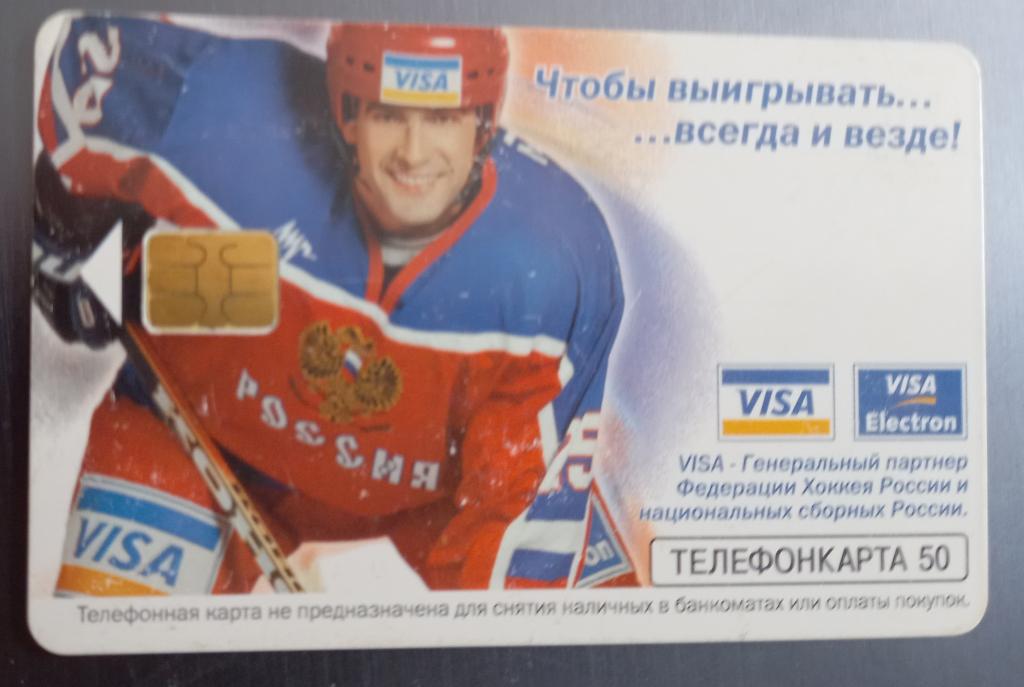 VISA
Чтобы выигрывать...
...всегда и везде!
РОССИЯ
VISA
VISA
Electron
VISA - Генеральный партнер
Федерации Хоккея России и
национальных сборных России.
VISA
ТЕЛЕФОНКАРТА 50
Телефонная карта не предназначена для снятия наличных в банкоматах или оплаты покупок.